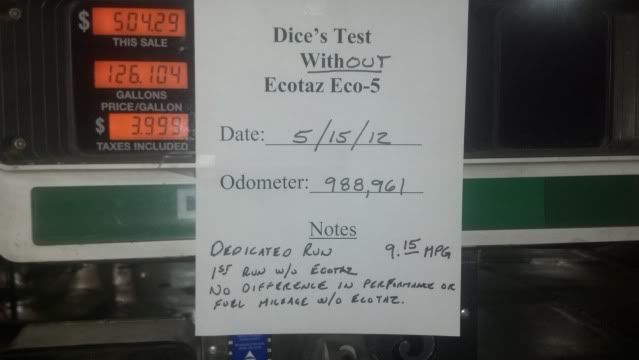 $ 504.29
THIS SALE
126.104
GALLONS
PRICE/GALLON
$ 3.999
TAXES INCLUDED
Dice's Test
WithOUT
Ecotaz Eco-5
Date: 5/15/12
Odometer: 988,961
Notes
DEDICATED RUN 9.15 MPG
1ST RUN W/O ECOTAZ
NO DIFFERENCE IN PERFORMANCE OR
FUEL MILEAGE W/O ECOTAZ.